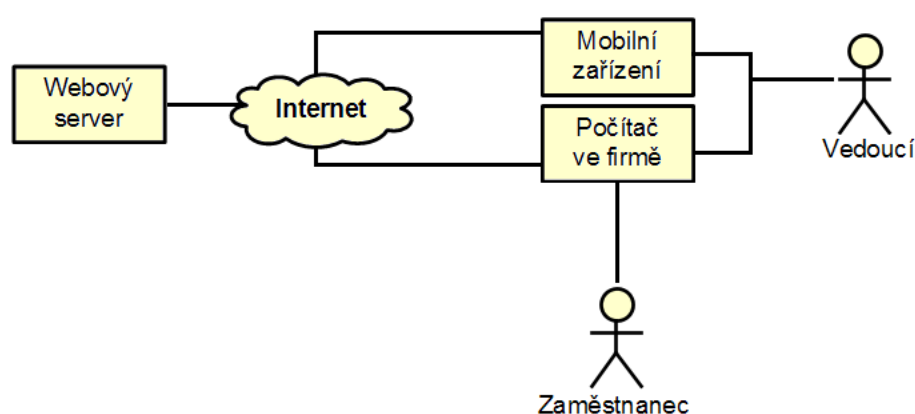 Webový
server
Internet
Mobilní
zařízení
Počítač
ve firmě
Vedoucí
Zaměstnanec